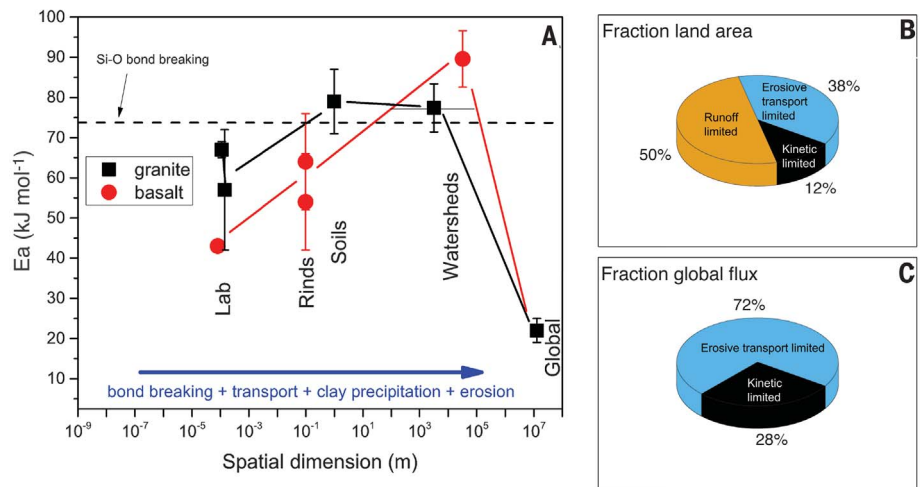 A
100
90
80
70
60
50
40
30
20
10
Ea (kJ mol-1)
Si-O bond breaking
granite
basalt
Lab
Rinds
Soils
Watersheds
Global
bond breaking + transport + clay precipitation + erosion
10-9
10-7
10-5
10-3
10-1
101
103
105
107
Spatial dimension (m)
B
Fraction land area
Erosiove
transport
limited
38%
Runoff
limited
50%
Kinetic
limited
12%
C
Fraction global flux
72%
Erosive transport limited
Kinetic
limited
28%